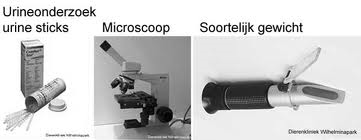 Urineonderzoek
urine sticks
Microscoop
Soortelijk gewicht
Dierenkliniek Wilhelminapark
Dierenkliniek Wilhelminapark
Dierenkliniek Wilhelminapark